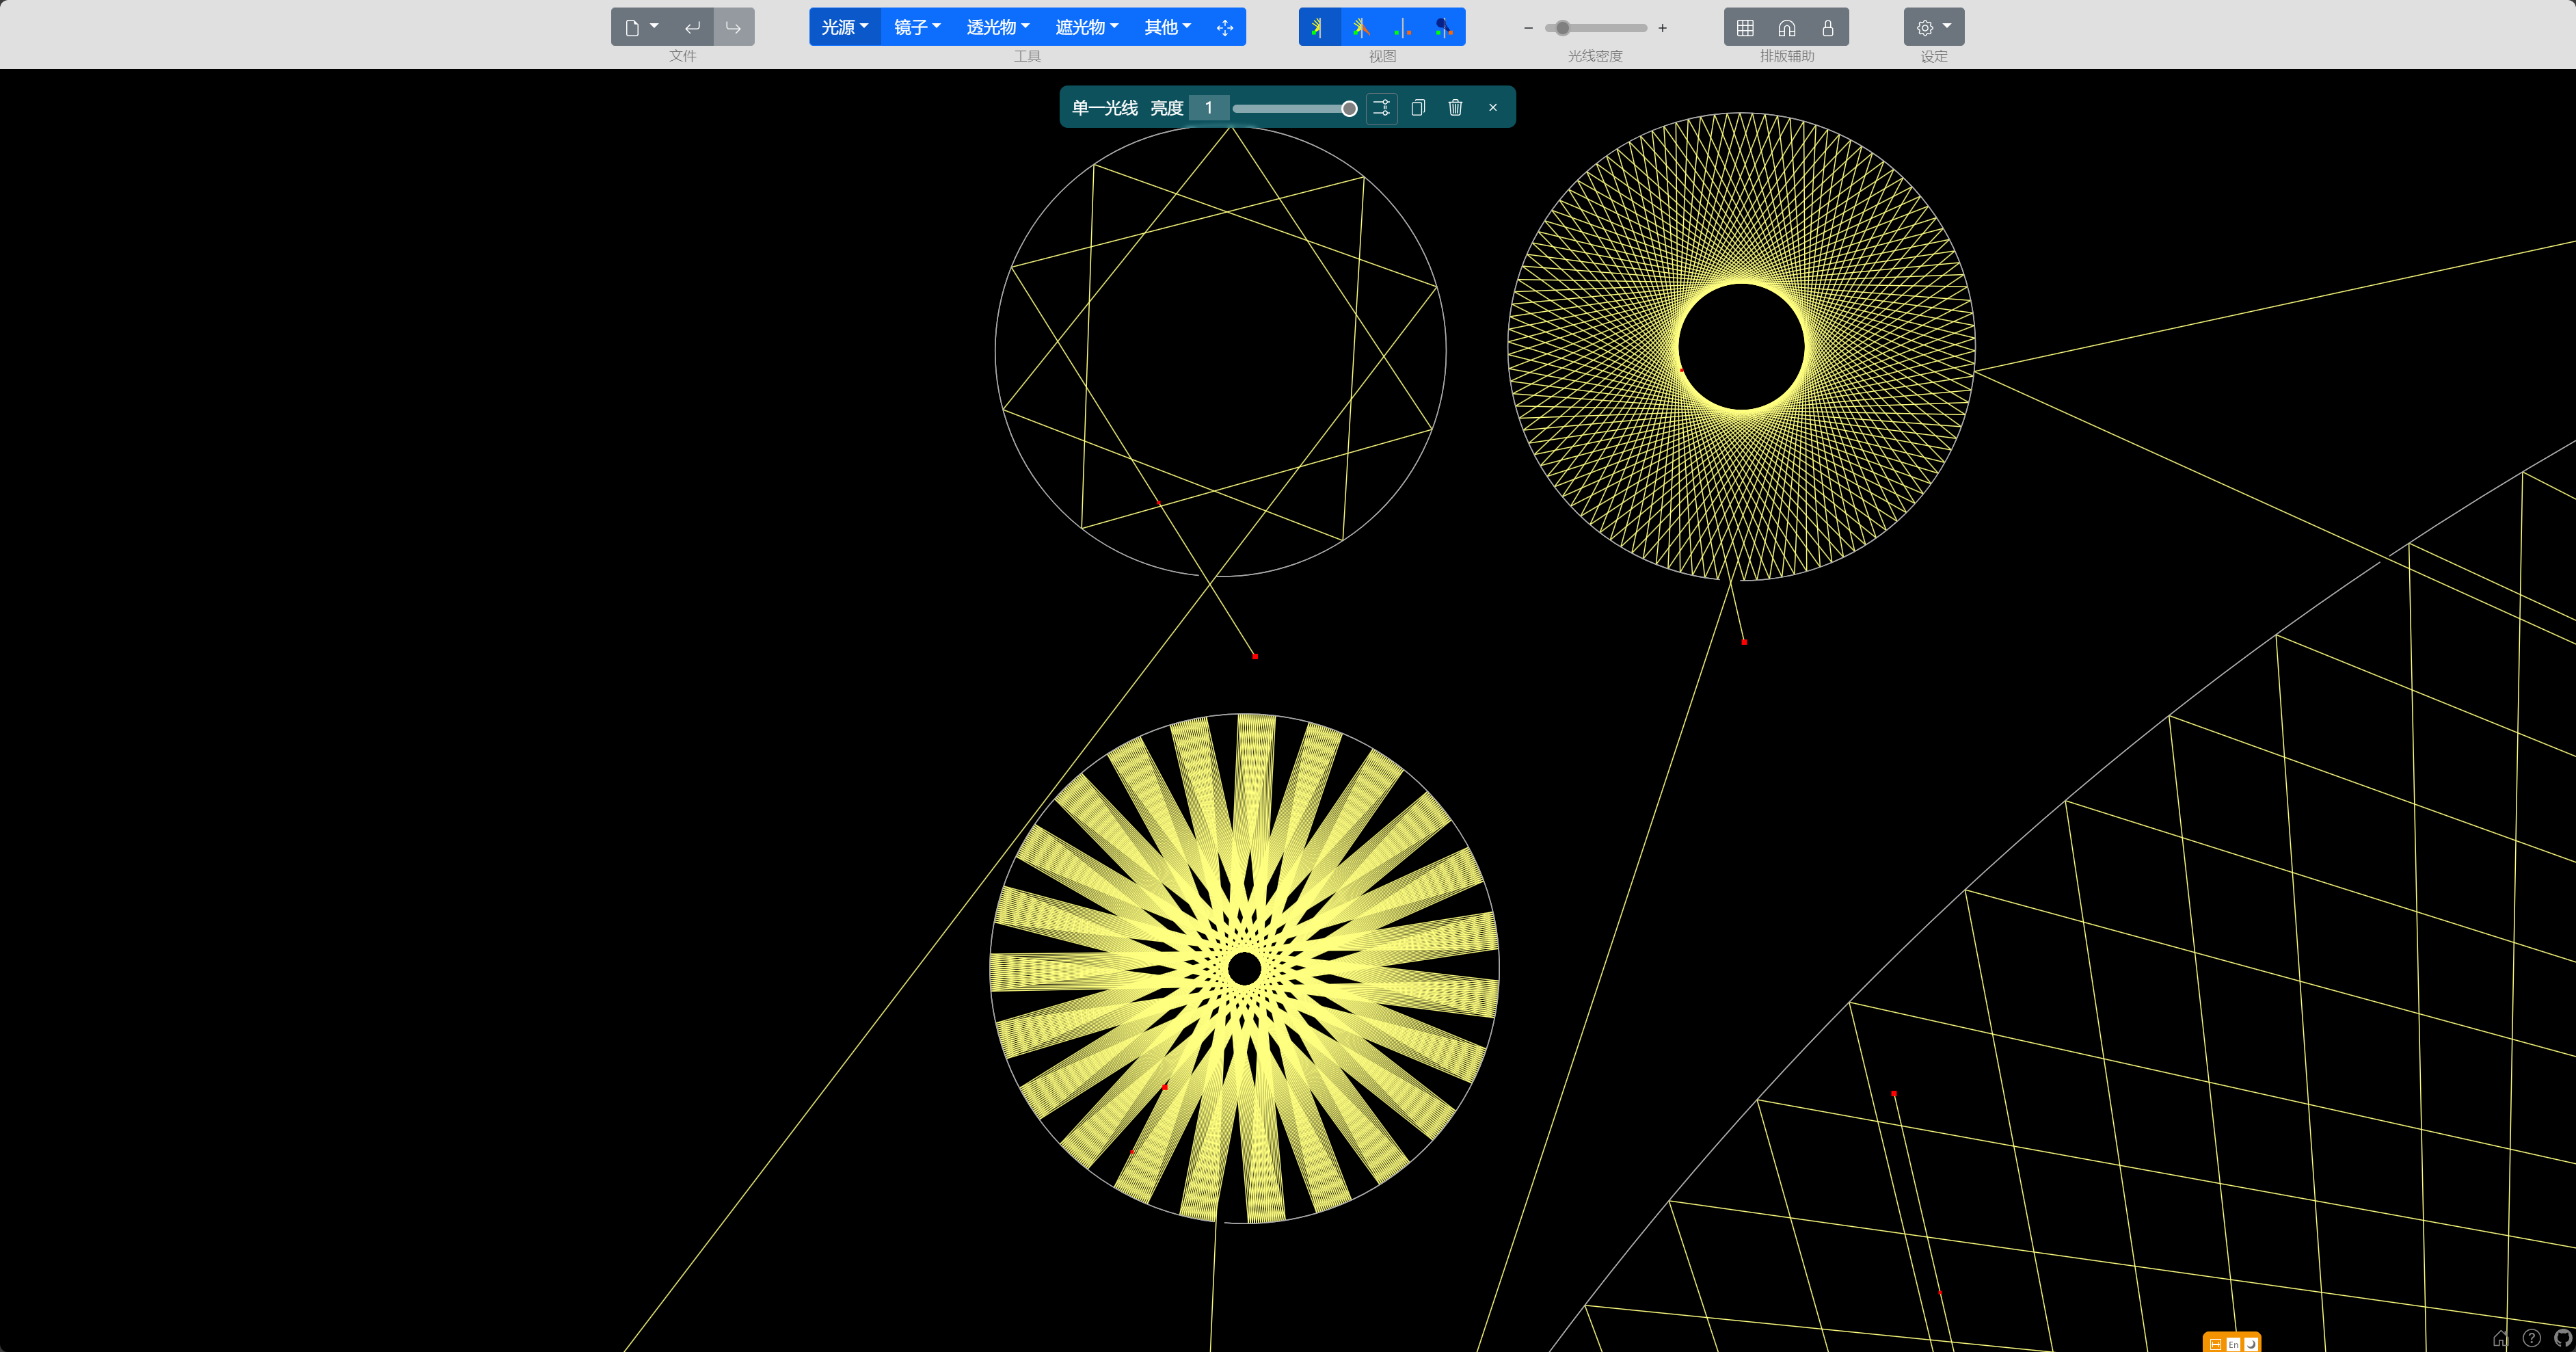 光源 镜子 透光物 遮光物 其他
文件 工具 视图 光线密度 排版辅助 设定
单一光线 亮度 1
En